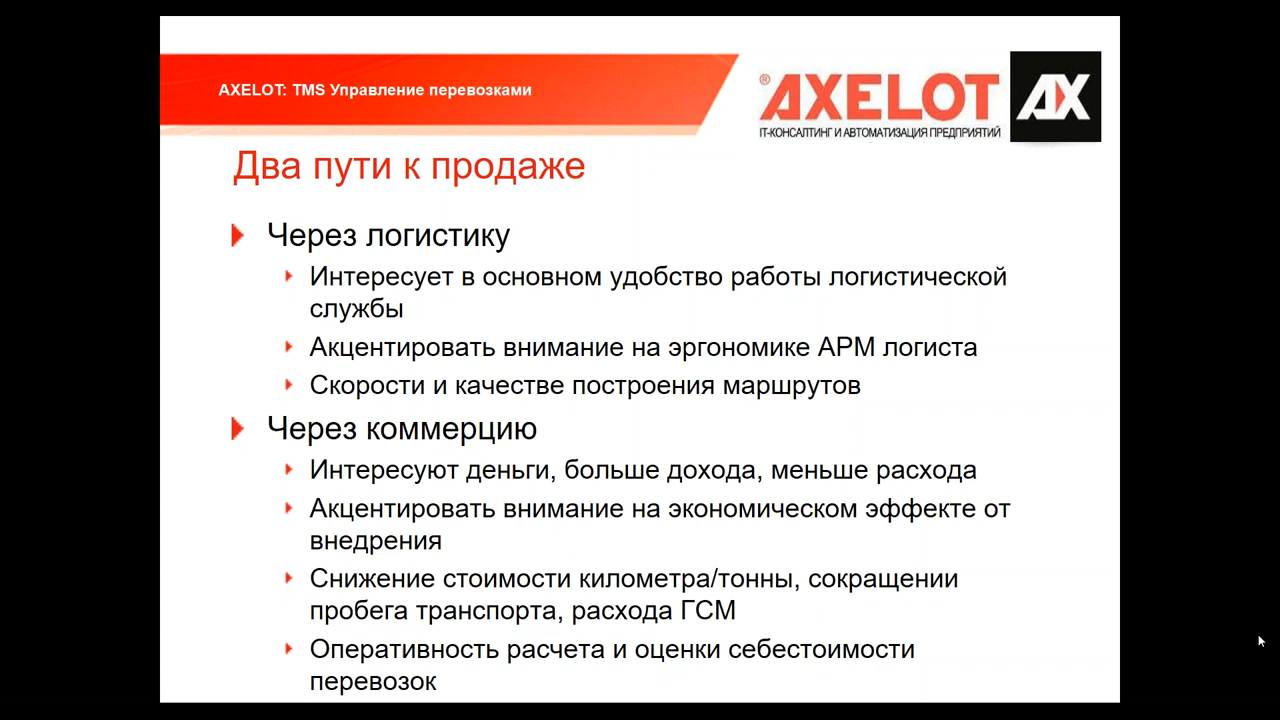 AXELOT: TMS Управление перевозками
® AXELOT AX
IT-КОНСАЛТИНГ И АВТОМАТИЗАЦИЯ ПРЕДПРИЯТИЙ
Два пути к продаже
Через логистику
Интересует в основном удобство работы логистической
службы
Акцентировать внимание на эргономике АРМ логиста
Скорости и качестве построения маршрутов
Через коммерцию
Интересуют деньги, больше дохода, меньше расхода
Акцентировать внимание на экономическом эффекте от
внедрения
Снижение стоимости километра/тонны, сокращении
пробега транспорта, расхода ГСМ
Оперативность расчета и оценки себестоимости
перевозок